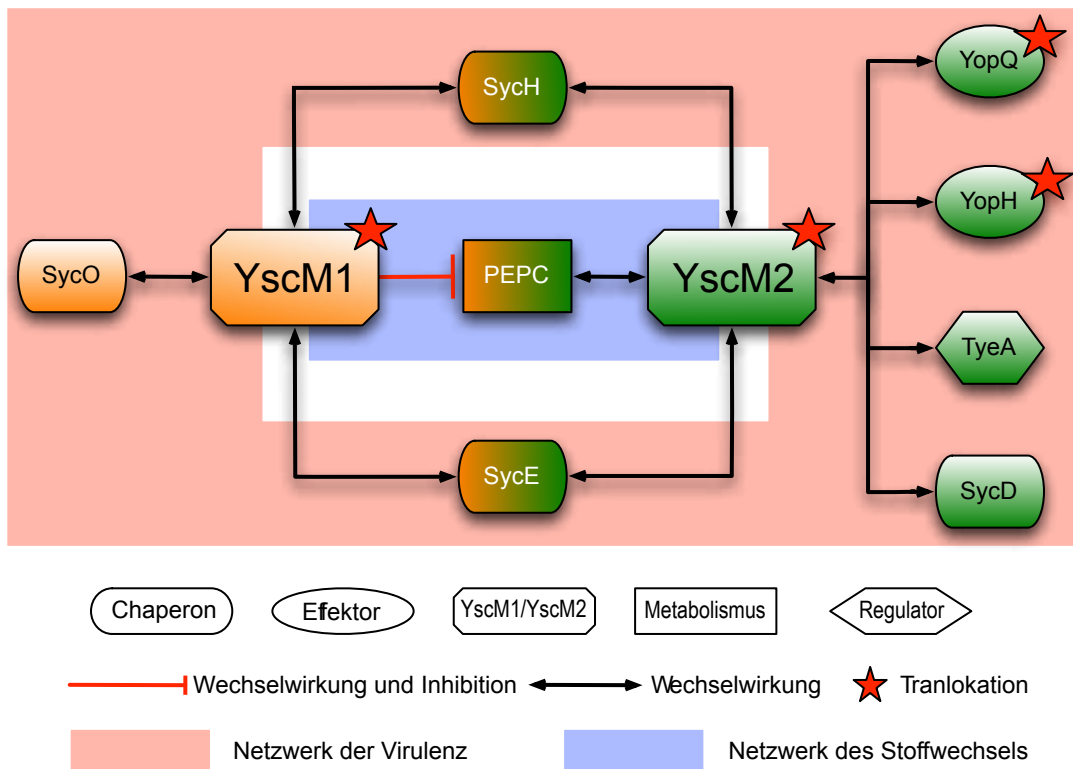 SycH
YopQ
YopH
SycO
YscM1
PEPC
YscM2
TyeA
SycE
SycD
Chaperon
Effektor
YscM1/YscM2
Metabolismus
Regulator
Wechselwirkung und Inhibition
Wechselwirkung
Tranlokation
Netzwerk der Virulenz
Netzwerk des Stoffwechsels